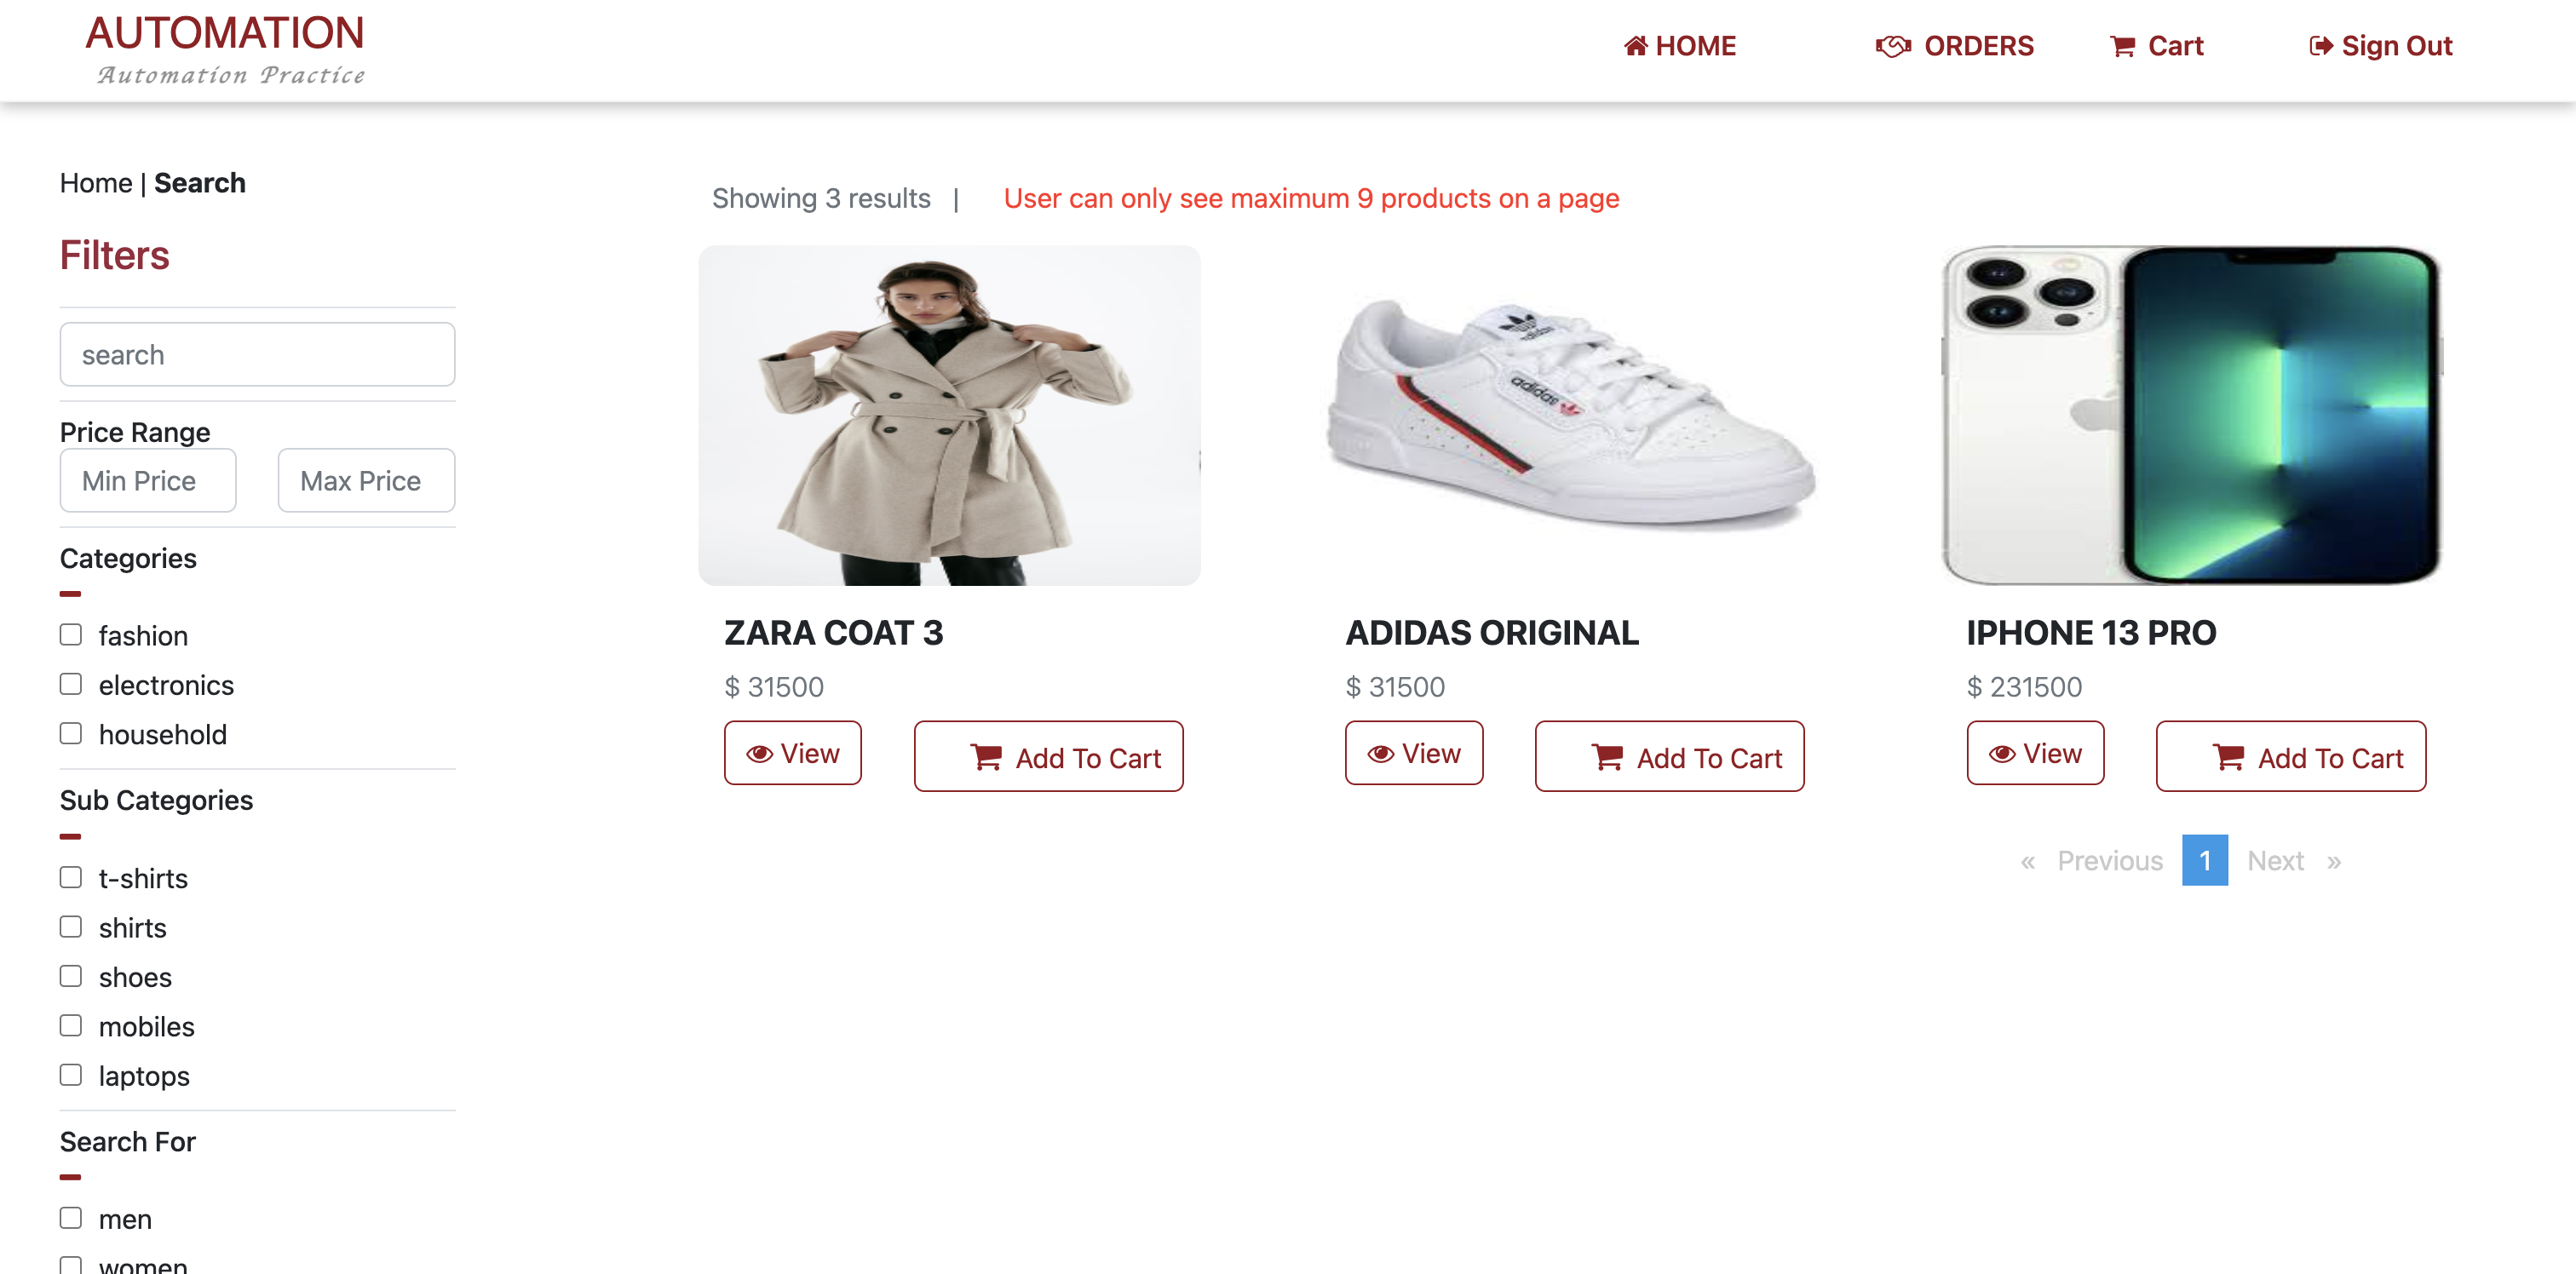 AUTOMATION
Automation Practice
HOME
ORDERS
Cart
Sign Out
Home | Search
Showing 3 results |
User can only see maximum 9 products on a page
Filters
search
Price Range
Min Price
Max Price
Categories
fashion
electronics
household
Sub Categories
t-shirts
shirts
shoes
mobiles
laptops
Search For
men
women
adidas
ZARA COAT 3
$ 31500
View
Add To Cart
ADIDAS ORIGINAL
$ 31500
View
Add To Cart
IPHONE 13 PRO
$ 231500
View
Add To Cart
« Previous 1 Next »